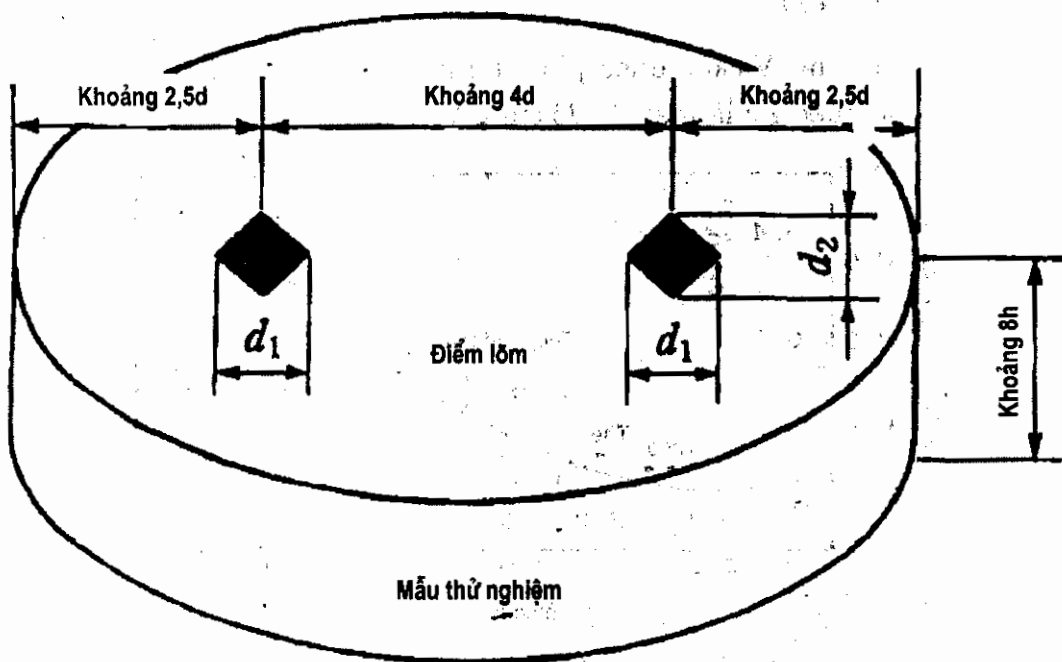 Khoảng 2,5d
Khoảng 4d
Khoảng 2,5d
d₂
d₁
Điểm lõm
d₁
Khoảng 8h
Mẫu thử nghiệm